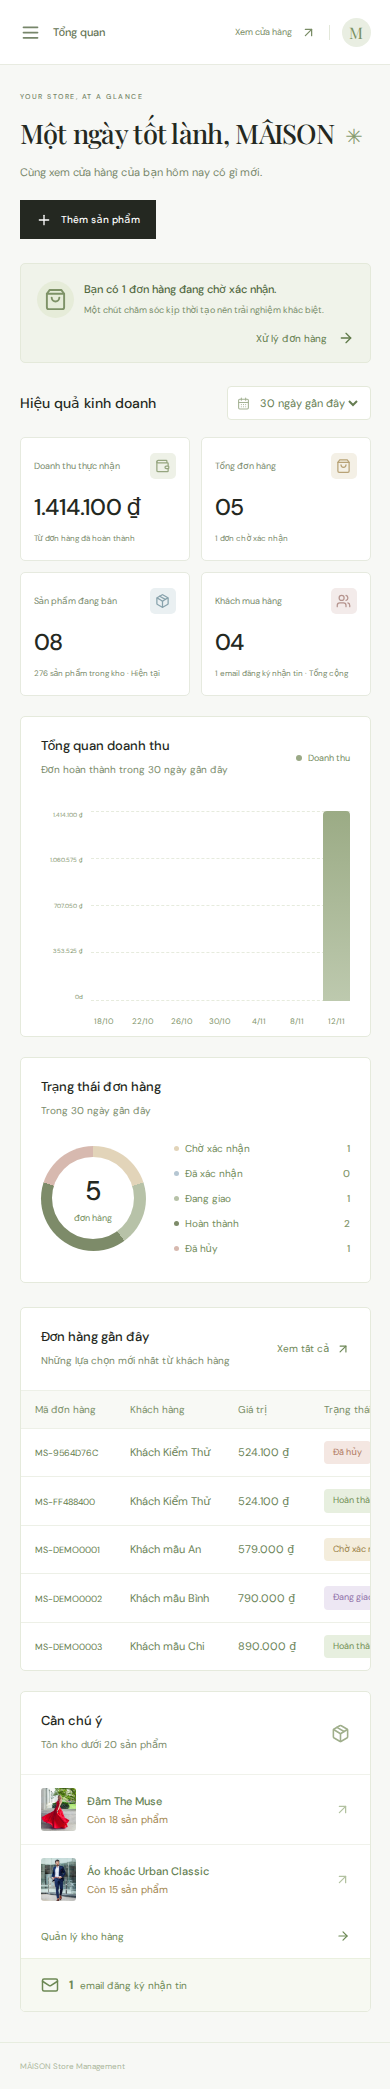 Tổng quan
Xem cửa hàng
M
YOUR STORE, AT A GLANCE
Một ngày tốt lành, MÂISON
Cùng xem cửa hàng của bạn hôm nay có gì mới.
Thêm sản phẩm
Bạn có 1 đơn hàng đang chờ xác nhận.
Một chút chăm sóc kịp thời tạo nên trải nghiệm khác biệt.
Xử lý đơn hàng
Hiệu quả kinh doanh
30 ngày gần đây
Doanh thu thực nhận
1.414.100 ₫
Từ đơn hàng đã hoàn thành
Tổng đơn hàng
05
1 đơn chờ xác nhận
Sản phẩm đang bán
08
276 sản phẩm trong kho · Hiện tại
Khách mua hàng
04
1 email đăng ký nhận tin · Tổng cộng
Tổng quan doanh thu
Đơn hoàn thành trong 30 ngày gần đây
Doanh thu
1.414.100 ₫
1.060.575 ₫
707.050 ₫
353.525 ₫
0₫
18/10 22/10 26/10 30/10 4/11 8/11 12/11
Trạng thái đơn hàng
Trong 30 ngày gần đây
5
đơn hàng
Chờ xác nhận 1
Đã xác nhận 0
Đang giao 1
Hoàn thành 2
Đã hủy 1
Đơn hàng gần đây
Những lựa chọn mới nhất từ khách hàng
Xem tất cả
Mã đơn hàng Khách hàng Giá trị Trạng thá
MS-9564D76C Khách Kiểm Thử 524.100 ₫ Đã hủy
MS-FF488400 Khách Kiểm Thử 524.100 ₫ Hoàn thà
MS-DEMO0001 Khách mẫu An 579.000 ₫ Chờ xác n
MS-DEMO0002 Khách mẫu Bình 790.000 ₫ Đang giao
MS-DEMO0003 Khách mẫu Chi 890.000 ₫ Hoàn thà
Cần chú ý
Tồn kho dưới 20 sản phẩm
Đầm The Muse
Còn 18 sản phẩm
Áo khoác Urban Classic
Còn 15 sản phẩm
Quản lý kho hàng
1 email đăng ký nhận tin
MÂISON Store Management